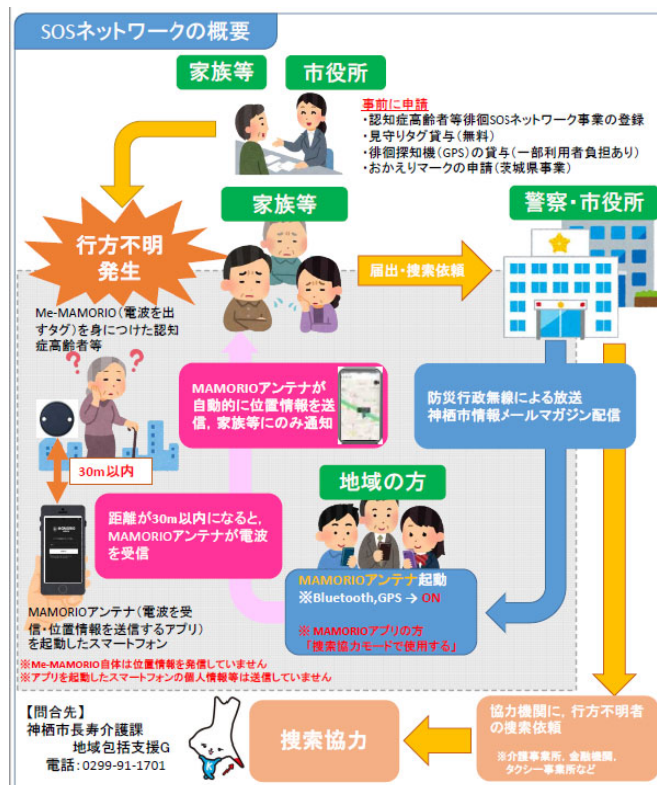 SOSネットワークの概要
家族等
市役所
事前に申請
・認知症高齢者等徘徊SOSネットワーク事業の登録
・見守りタグ貸与(無料)
・徘徊探知機(GPS)の貸与(一部利用者負担あり)
・おかえりマークの申請(茨城県事業)
家族等
警察・市役所
行方不明
発生
届出・捜索依頼
Me-MAMORIO(電波を出
すタグ)を身につけた認知
症高齢者等
MAMORIOアンテナが
自動的に位置情報を送
信,家族等にのみ通知
防災行政無線による放送
神栖市情報メールマガジン配信
30m以内
地域の方
距離が30m以内になると,
MAMORIOアンテナが電波
を受信
MAMORIOアンテナ起動
※Bluetooth,GPS → ON
※ MAMORIOアプリの方
「捜索協力モードで使用する」
MAMORIO
MAMORIOアンテナ(電波を受
信・位置情報を送信するアプリ)
を起動したスマートフォン
※Me-MAMORIO自体は位置情報を発信していません
※アプリを起動したスマートフォンの個人情報等は送信していません
【問合先】
神栖市長寿介護課
地域包括支援G
電話:0299-91-1701
捜索協力
協力機関に,行方不明者
の捜索依頼
※介護事業所,金融機関,
タクシー事業所など